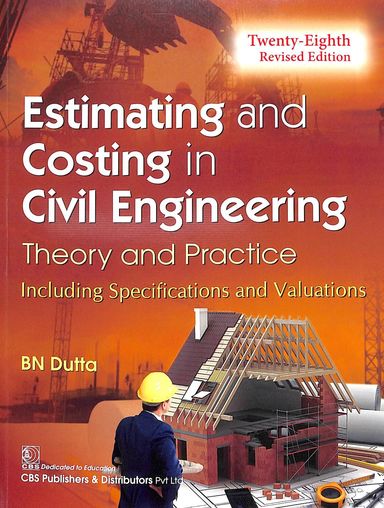 Twenty-Eighth
Revised Edition
Estimating and
Costing in
Civil Engineering
Theory and Practice
Including Specifications and Valuations
BN Dutta
CBS Dedicated to Education
CBS Publishers & Distributors Pvt Ltd